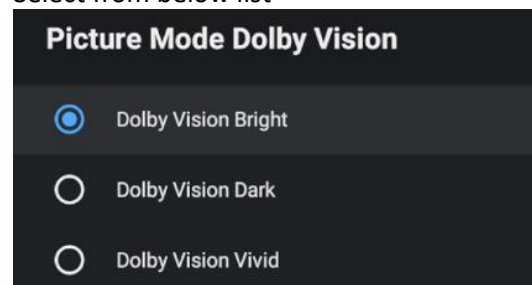 Select from below list
Picture Mode Dolby Vision
Dolby Vision Bright
Dolby Vision Dark
Dolby Vision Vivid